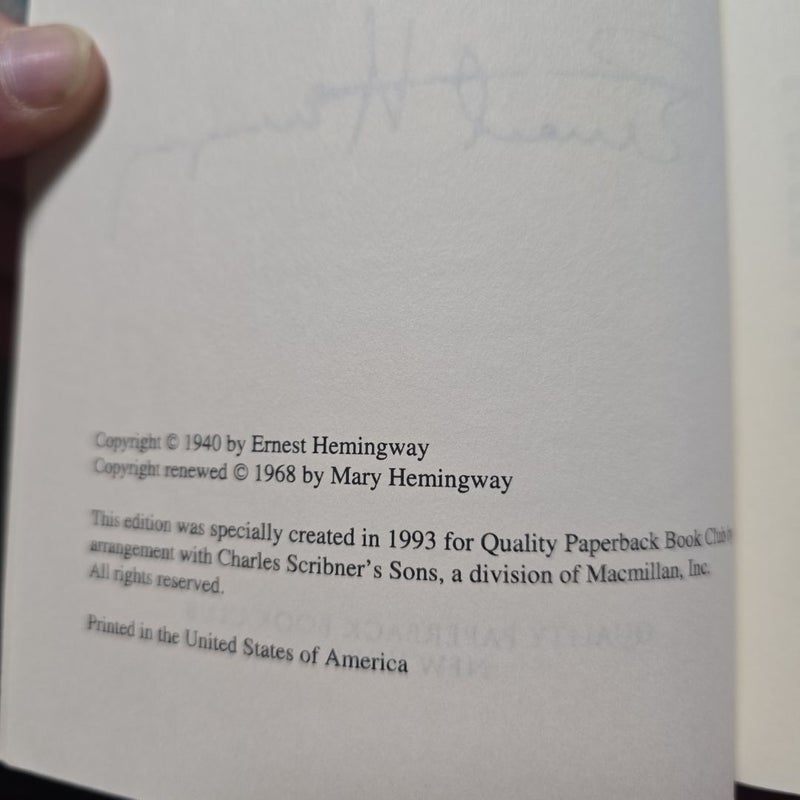 Copyright © 1940 by Ernest Hemingway
Copyright renewed © 1968 by Mary Hemingway
This edition was specially created in 1993 for Quality Paperback Book Club by
arrangement with Charles Scribner's Sons, a division of Macmillan, Inc.
All rights reserved.
Printed in the United States of America